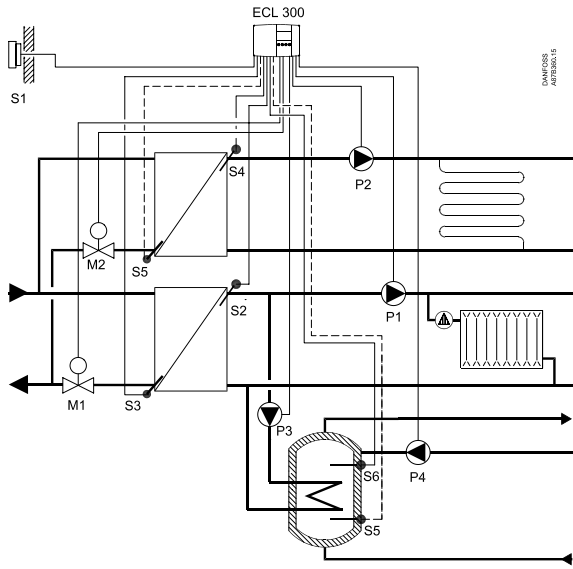 ECL 300
DANFOSS
A87B360.15
S1
S4
P2
M2
S5
S2
P1
M1
S3
P3
S6
P4
S5